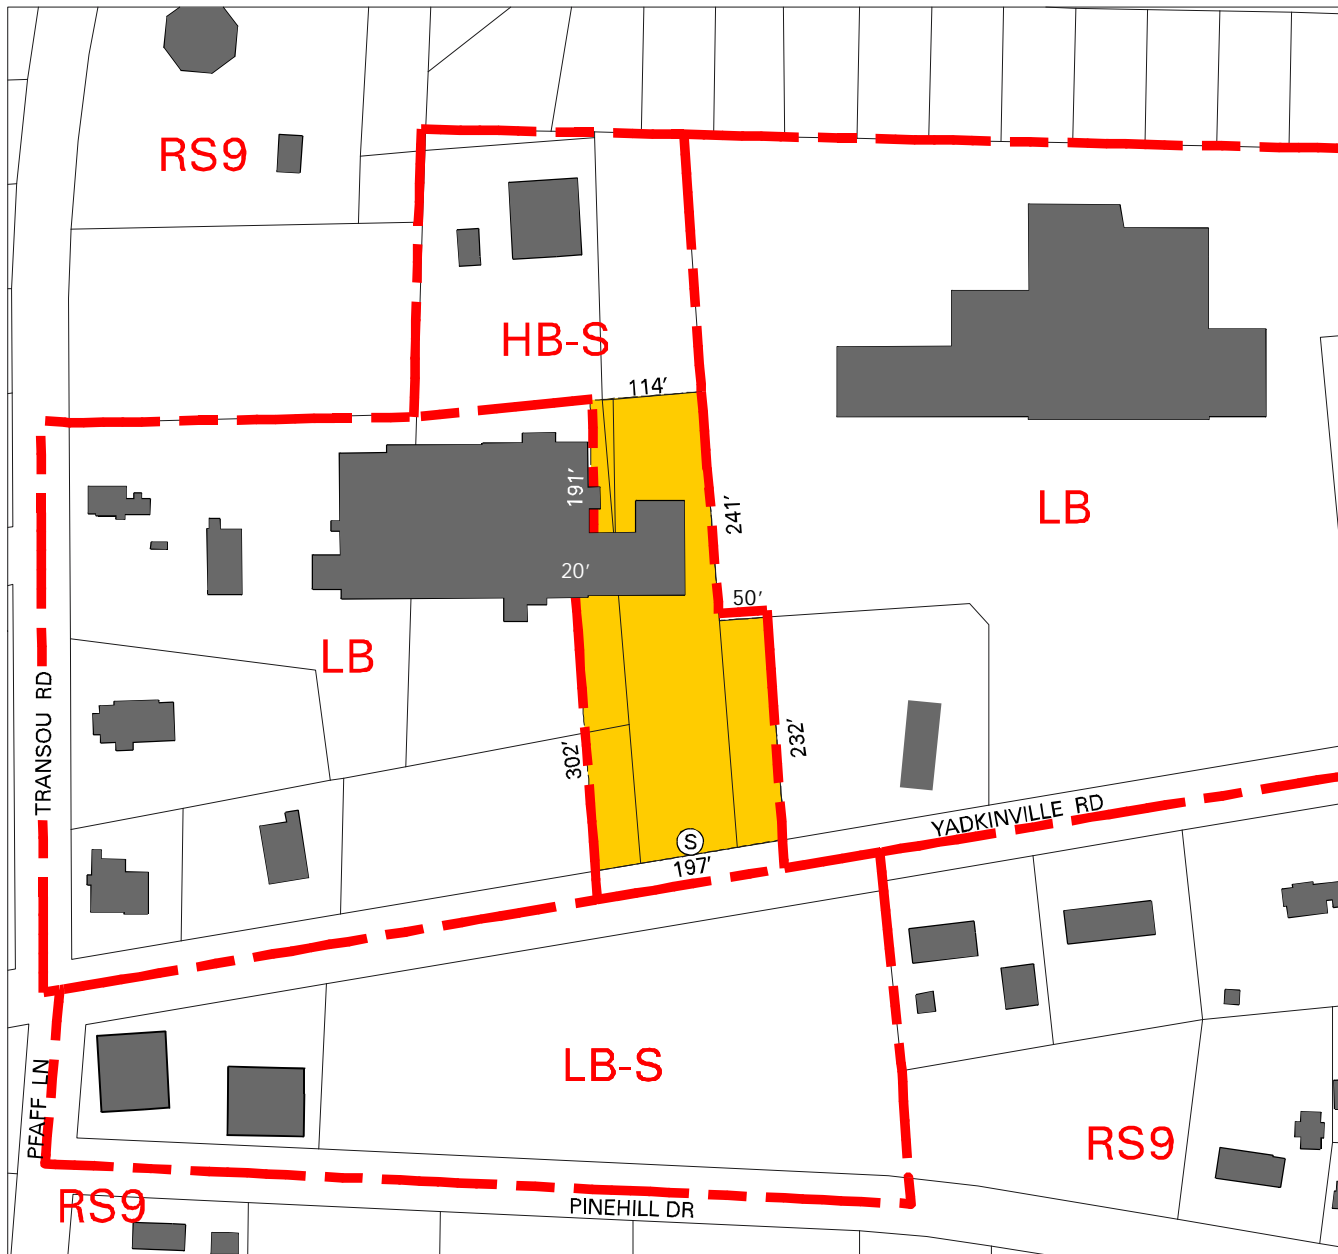 RS9
HB-S
114′
191′
241′
LB
20′
50′
LB
TRANSOU RD
302′
232′
YADKINVILLE RD
S
197′
LB-S
PFAFF LN
RS9
RS9
PINEHILL DR